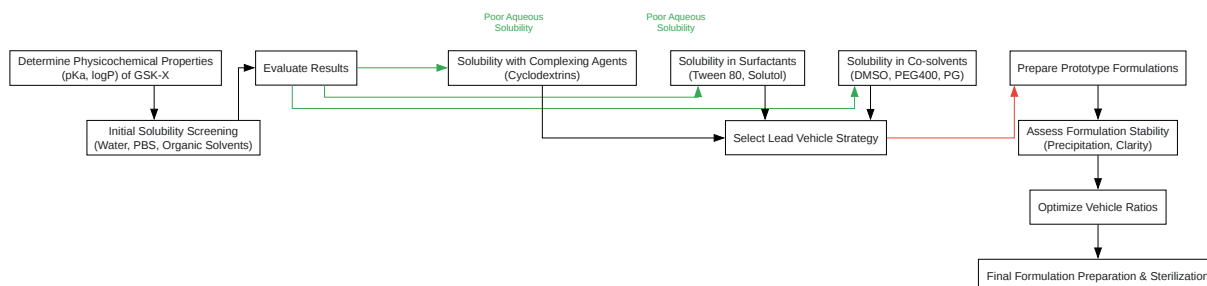 Poor Aqueous
Solubility
Poor Aqueous
Solubility
Determine Physicochemical Properties
(pKa, logP) of GSK-X
Evaluate Results
Solubility with Complexing Agents
(Cyclodextrins)
Solubility in Surfactants
(Tween 80, Solutol)
Solubility in Co-solvents
(DMSO, PEG400, PG)
Prepare Prototype Formulations
Initial Solubility Screening
(Water, PBS, Organic Solvents)
Select Lead Vehicle Strategy
Assess Formulation Stability
(Precipitation, Clarity)
Optimize Vehicle Ratios
Final Formulation Preparation & Sterilization